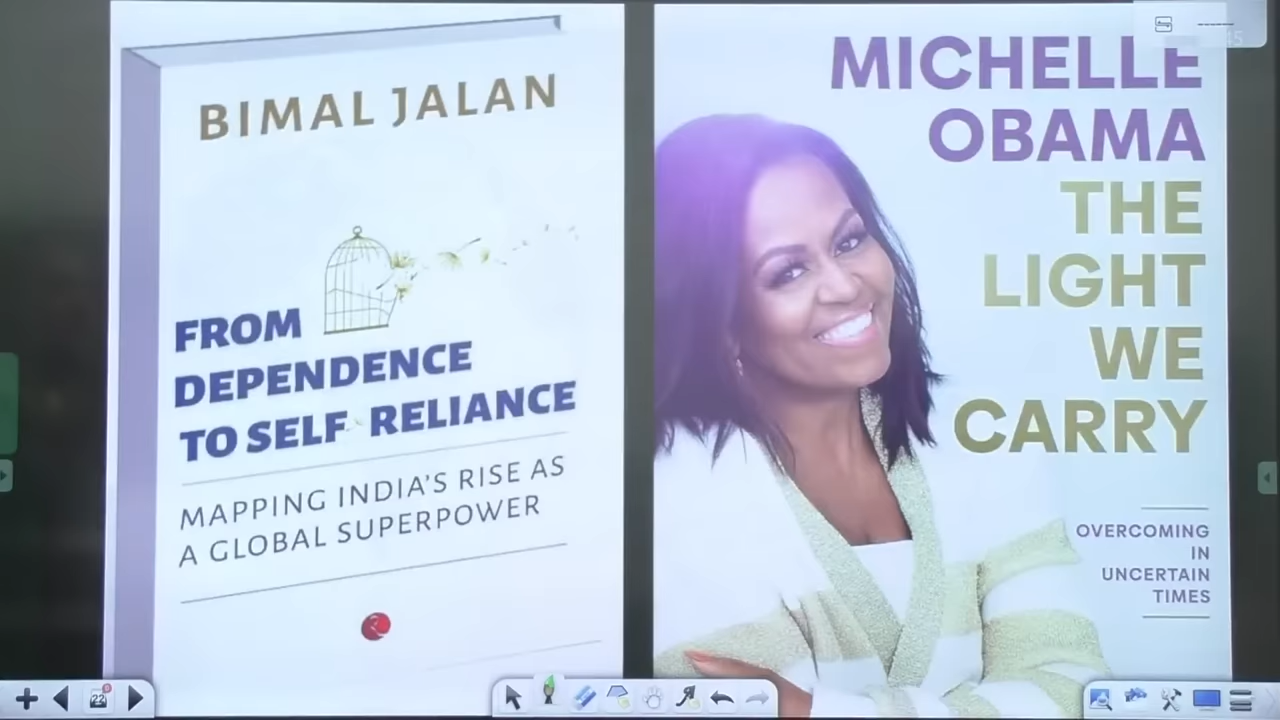 BIMAL JALAN
FROM
DEPENDENCE
TO SELF-RELIANCE
MAPPING INDIA'S RISE AS
A GLOBAL SUPERPOWER
MICHELLE
OBAMA
THE
LIGHT
WE
CARRY
OVERCOMING
IN
UNCERTAIN
TIMES
22